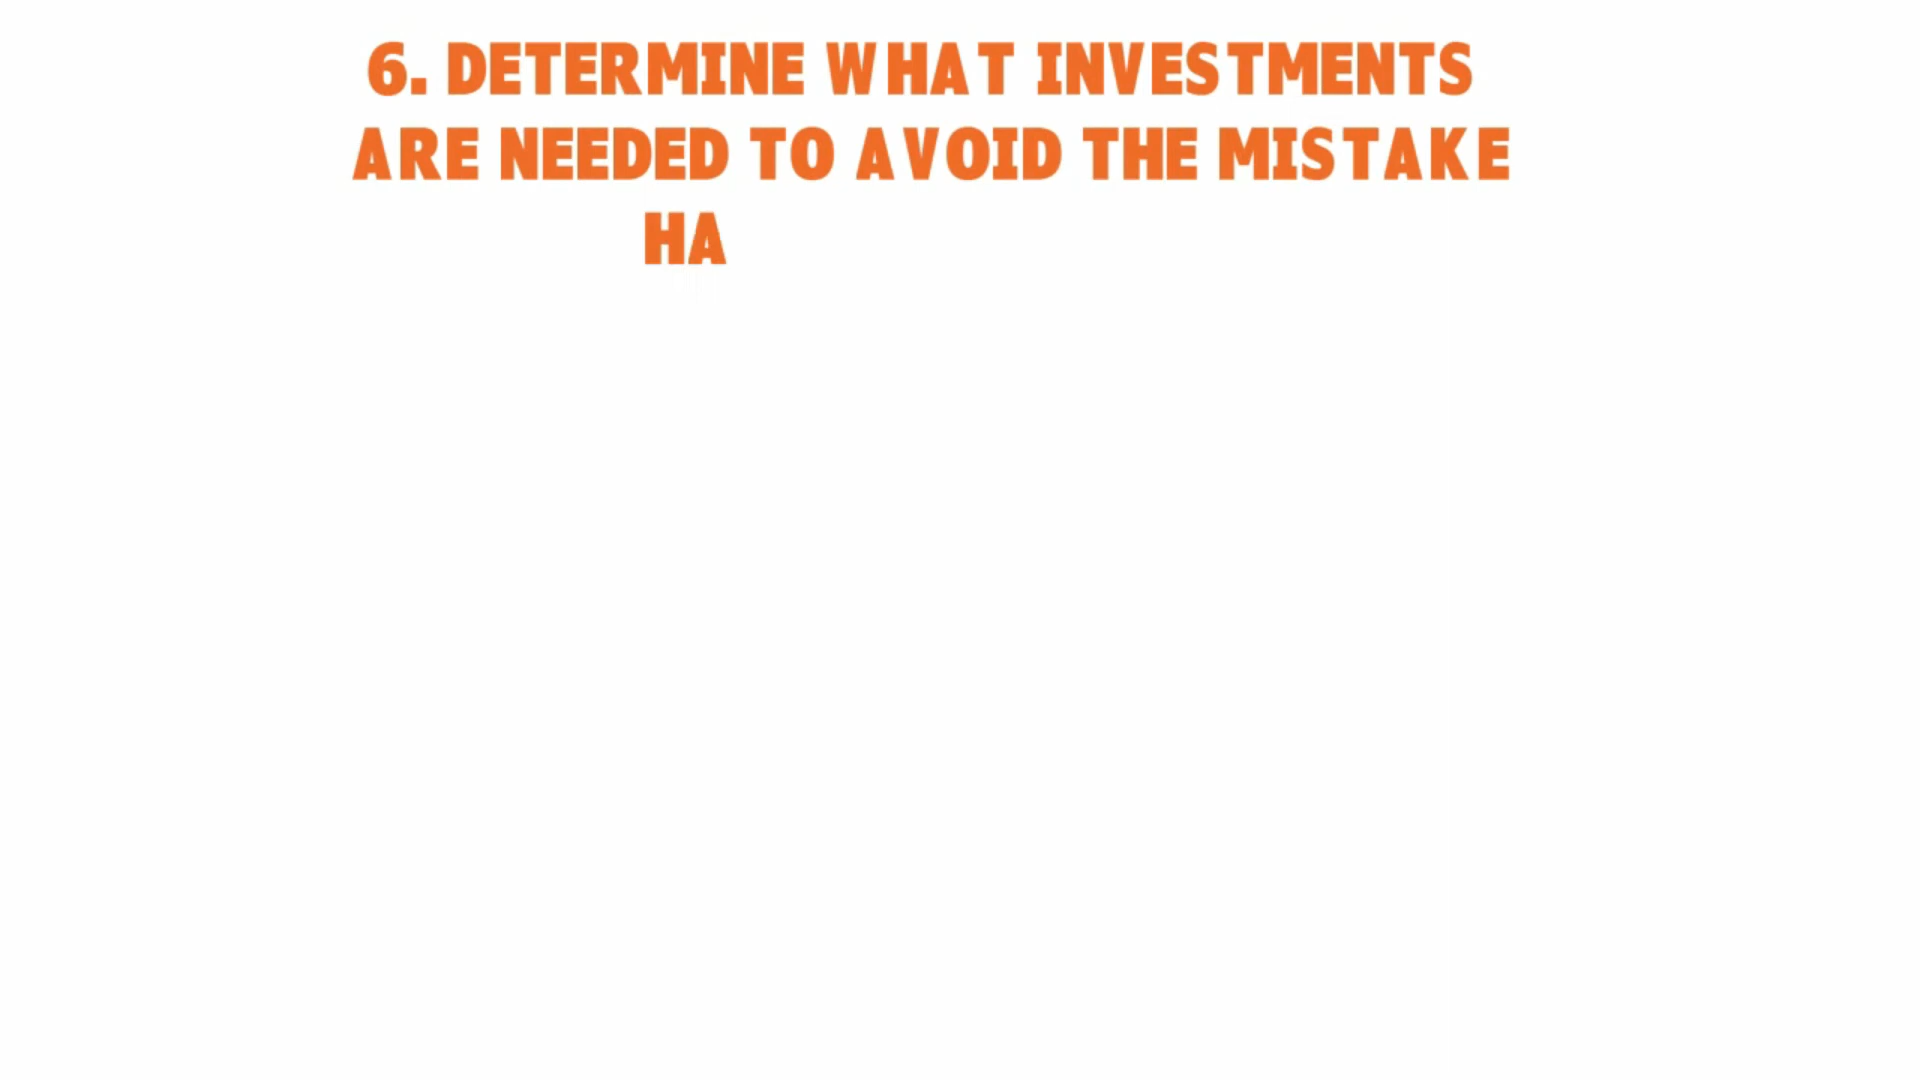 6. DETERMINE WHAT INVESTMENTS
ARE NEEDED TO AVOID THE MISTAKE
HA